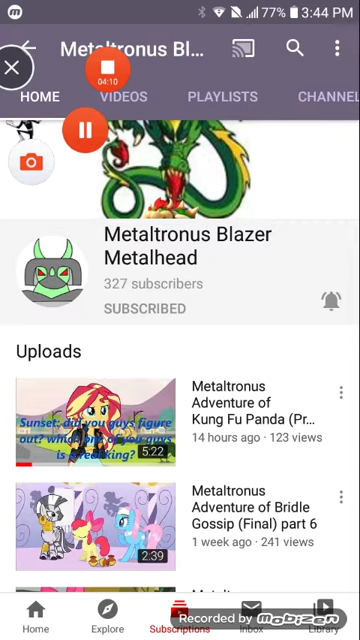 77% 3:44 PM
Metaltronus Bl...
04:10
HOME VIDEOS PLAYLISTS CHANNEL
Metaltronus Blazer
Metalhead
327 subscribers
SUBSCRIBED
Uploads
Sunset: did you guys figure
out? which one of you guys
is a real king?
5:22
Metaltronus
Adventure of
Kung Fu Panda (Pr...
14 hours ago · 123 views
2:39
Metaltronus
Adventure of Bridle
Gossip (Final) part 6
1 week ago · 241 views
Home Explore Subscriptions Inbox Library
Recorded by Mobizen